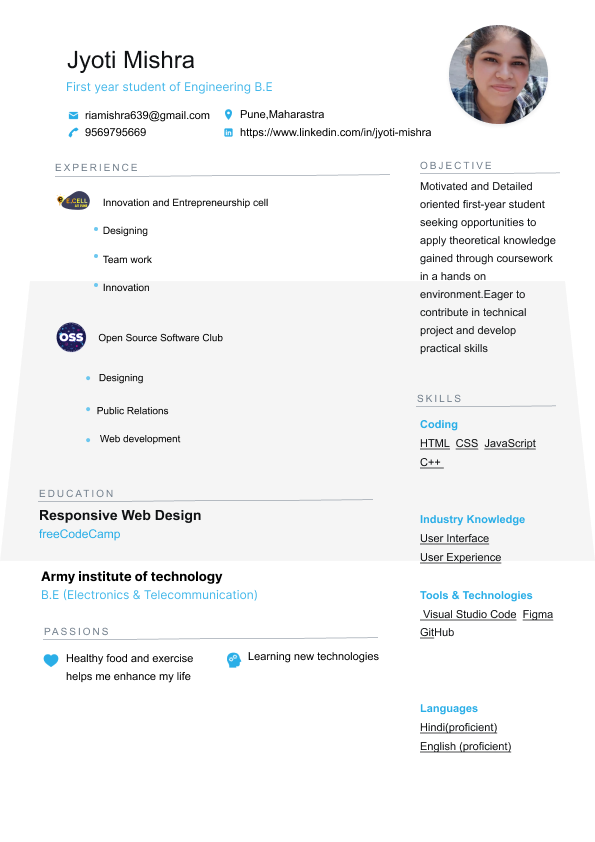 Jyoti Mishra
First year student of Engineering B.E
riamishra639@gmail.com
Pune,Maharastra
9569795669
https://www.linkedin.com/in/jyoti-mishra
EXPERIENCE
E.CELL
Innovation and Entrepreneurship cell
Designing
Team work
Innovation
OSS
Open Source Software Club
Designing
Public Relations
Web development
EDUCATION
Responsive Web Design
freeCodeCamp
Army institute of technology
B.E (Electronics & Telecommunication)
PASSIONS
Healthy food and exercise
helps me enhance my life
Learning new technologies
OBJECTIVE
Motivated and Detailed
oriented first-year student
seeking opportunities to
apply theoretical knowledge
gained through coursework
in a hands on
environment.Eager to
contribute in technical
project and develop
practical skills
SKILLS
Coding
HTML CSS JavaScript
C++
Industry Knowledge
User Interface
User Experience
Tools & Technologies
Visual Studio Code Figma
GitHub
Languages
Hindi(proficient)
English (proficient)